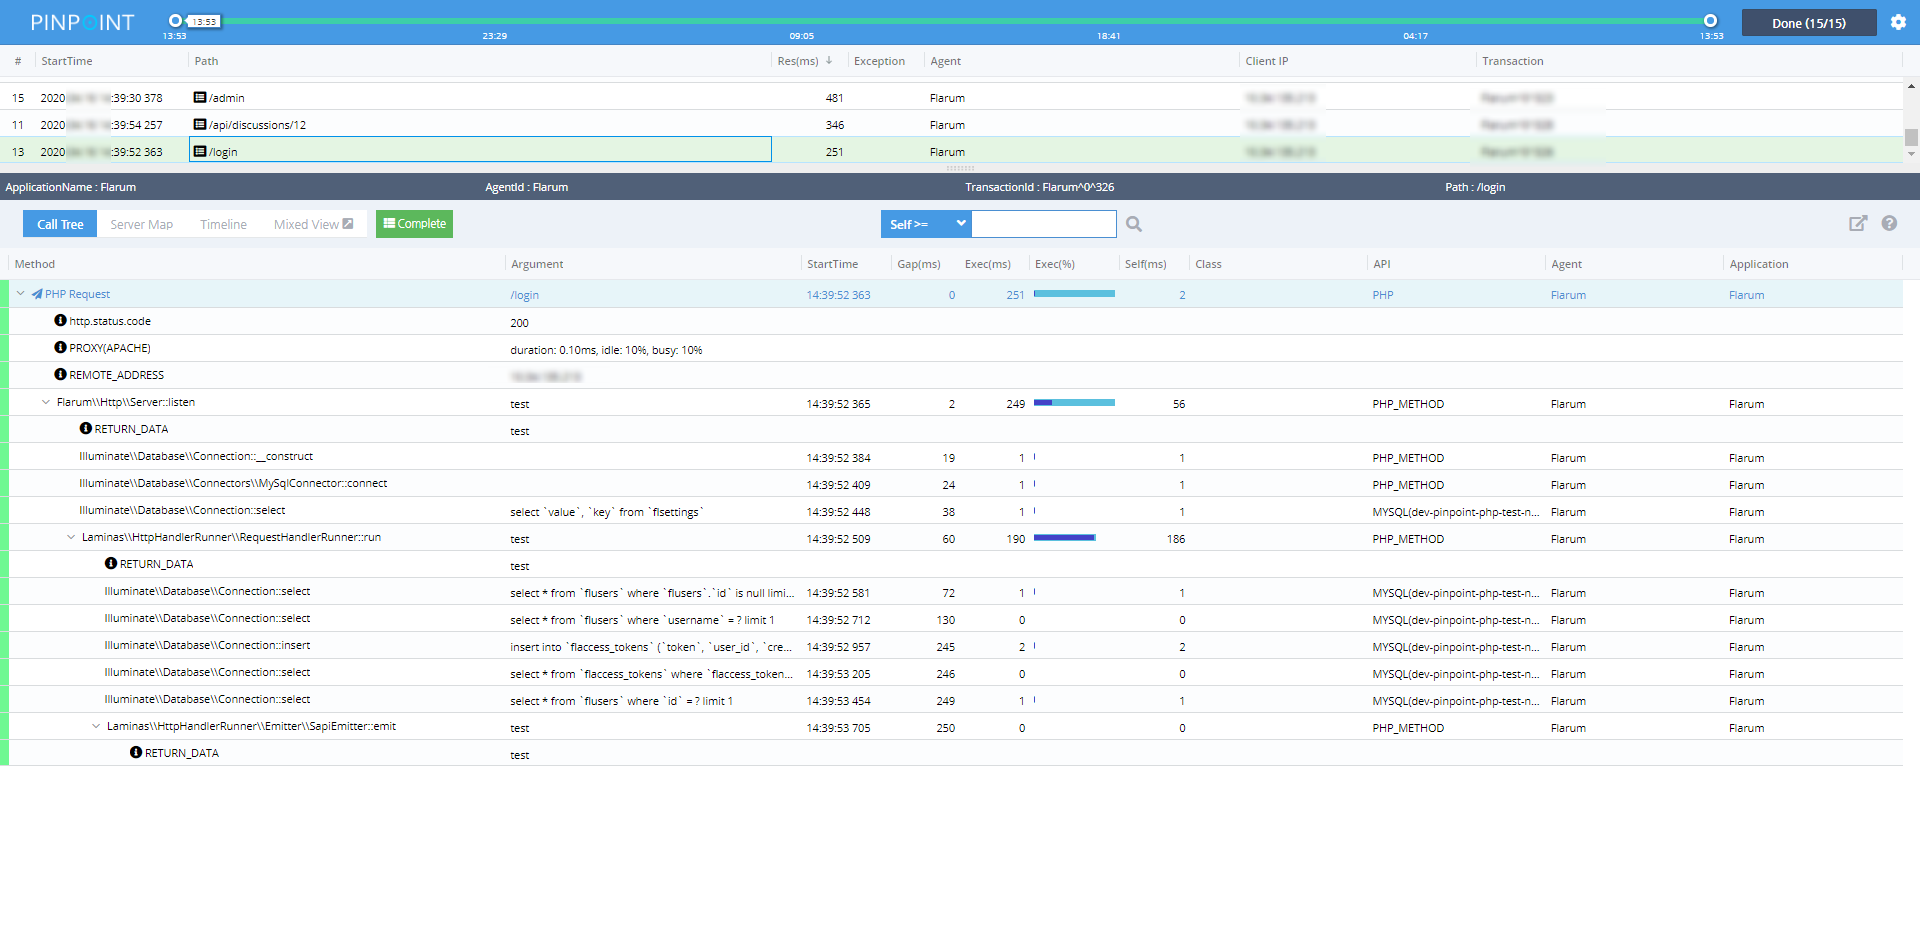 PINPOINT
13:53
13:53 23:29 09:05 18:41 04:17 13:53
Done (15/15)
# StartTime Path Res(ms) Exception Agent Client IP Transaction
15 2020 :39:30 378 /admin 481 Flarum
11 2020 :39:54 257 /api/discussions/12 346 Flarum
13 2020 :39:52 363 /login 251 Flarum
ApplicationName : Flarum AgentId : Flarum TransactionId : Flarum^0^326 Path : /login
Call Tree Server Map Timeline Mixed View Complete Self >=
Method Argument StartTime Gap(ms) Exec(ms) Exec(%) Self(ms) Class API Agent Application
PHP Request /login 14:39:52 363 0 251 2 PHP Flarum Flarum
http.status.code 200
PROXY(APACHE) duration: 0.10ms, idle: 10%, busy: 10%
REMOTE_ADDRESS
Flarum\\Http\\Server::listen test 14:39:52 365 2 249 56 PHP_METHOD Flarum Flarum
RETURN_DATA test
Illuminate\\Database\\Connection::__construct 14:39:52 384 19 1 1 PHP_METHOD Flarum Flarum
Illuminate\\Database\\Connectors\\MySqlConnector::connect 14:39:52 409 24 1 1 PHP_METHOD Flarum Flarum
Illuminate\\Database\\Connection::select select `value`, `key` from `flsettings` 14:39:52 448 38 1 1 MYSQL(dev-pinpoint-php-test-n... Flarum Flarum
Laminas\\HttpHandlerRunner\\RequestHandlerRunner::run test 14:39:52 509 60 190 186 PHP_METHOD Flarum Flarum
RETURN_DATA test
Illuminate\\Database\\Connection::select select * from `flusers` where `flusers`.`id` is null limi... 14:39:52 581 72 1 1 MYSQL(dev-pinpoint-php-test-n... Flarum Flarum
Illuminate\\Database\\Connection::select select * from `flusers` where `username` = ? limit 1 14:39:52 712 130 0 0 MYSQL(dev-pinpoint-php-test-n... Flarum Flarum
Illuminate\\Database\\Connection::insert insert into `flaccess_tokens` (`token`, `user_id`, `cre... 14:39:52 957 245 2 2 MYSQL(dev-pinpoint-php-test-n... Flarum Flarum
Illuminate\\Database\\Connection::select select * from `flaccess_tokens` where `flaccess_token... 14:39:53 205 246 0 0 MYSQL(dev-pinpoint-php-test-n... Flarum Flarum
Illuminate\\Database\\Connection::select select * from `flusers` where `id` = ? limit 1 14:39:53 454 249 1 1 MYSQL(dev-pinpoint-php-test-n... Flarum Flarum
Laminas\\HttpHandlerRunner\\Emitter\\SapiEmitter::emit test 14:39:53 705 250 0 0 PHP_METHOD Flarum Flarum
RETURN_DATA test